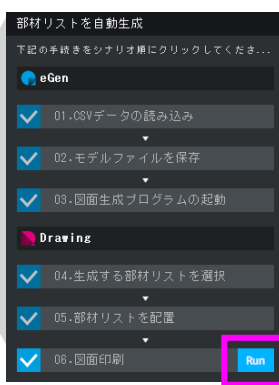 部材リストを自動生成
下記の手続きをシナリオ順にクリックしてくださ...
eGen
01.CSVデータの読み込み
02.モデルファイルを保存
03.図面生成プログラムの起動
Drawing
04.生成する部材リストを選択
05.部材リストを配置
06.図面印刷 Run